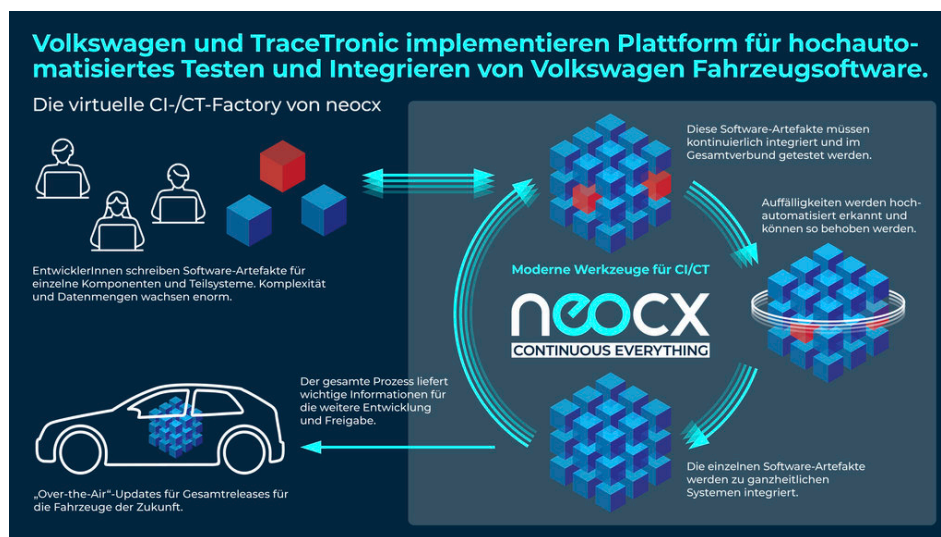 Volkswagen und TraceTronic implementieren Plattform für hochauto-
matisiertes Testen und Integrieren von Volkswagen Fahrzeugsoftware.
Die virtuelle CI-/CT-Factory von neocx
EntwicklerInnen schreiben Software-Artefakte für
einzelne Komponenten und Teilsysteme. Komplexität
und Datenmengen wachsen enorm.
Diese Software-Artefakte müssen
kontinuierlich integriert und im
Gesamtverbund getestet werden.
Auffälligkeiten werden hoch-
automatisiert erkannt und
können so behoben werden.
Moderne Werkzeuge für CI/CT
neocx
CONTINUOUS EVERYTHING
Die einzelnen Software-Artefakte
werden zu ganzheitlichen
Systemen integriert.
Der gesamte Prozess liefert
wichtige Informationen für
die weitere Entwicklung
und Freigabe.
„Over-the-Air“-Updates für Gesamtreleases für
die Fahrzeuge der Zukunft.